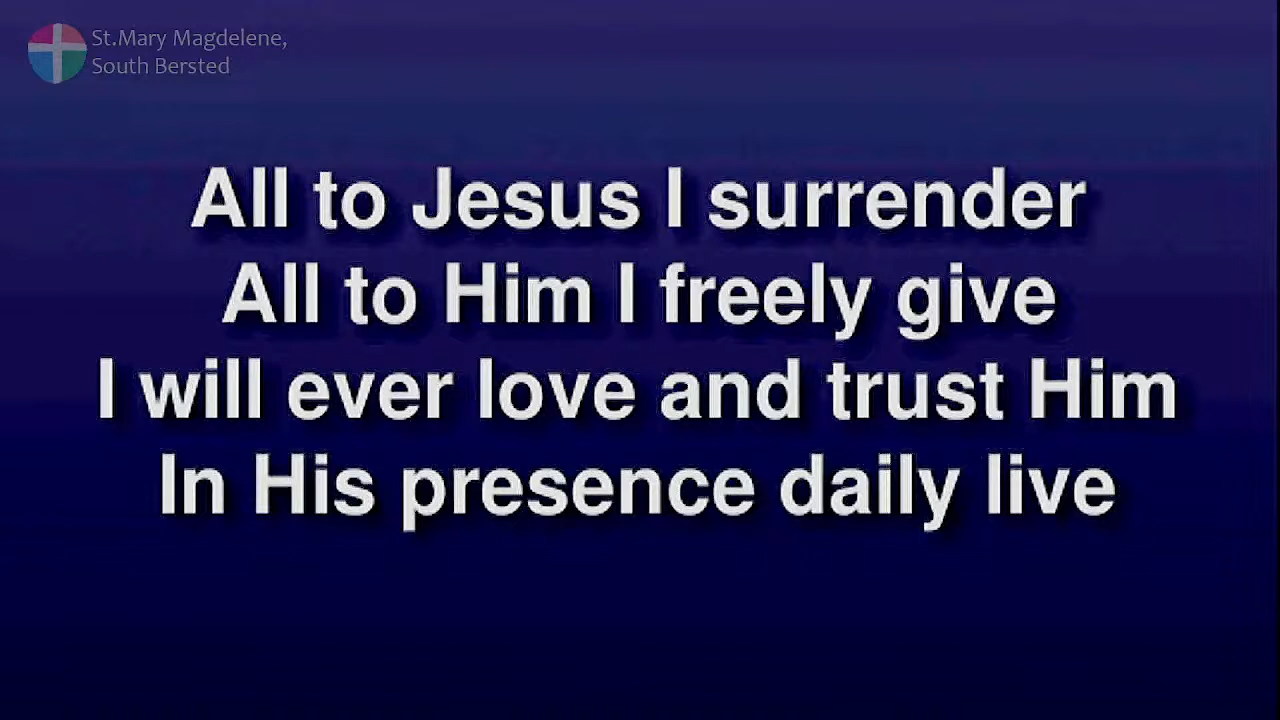 St.Mary Magdelene,
South Bersted
All to Jesus I surrender
All to Him I freely give
I will ever love and trust Him
In His presence daily live